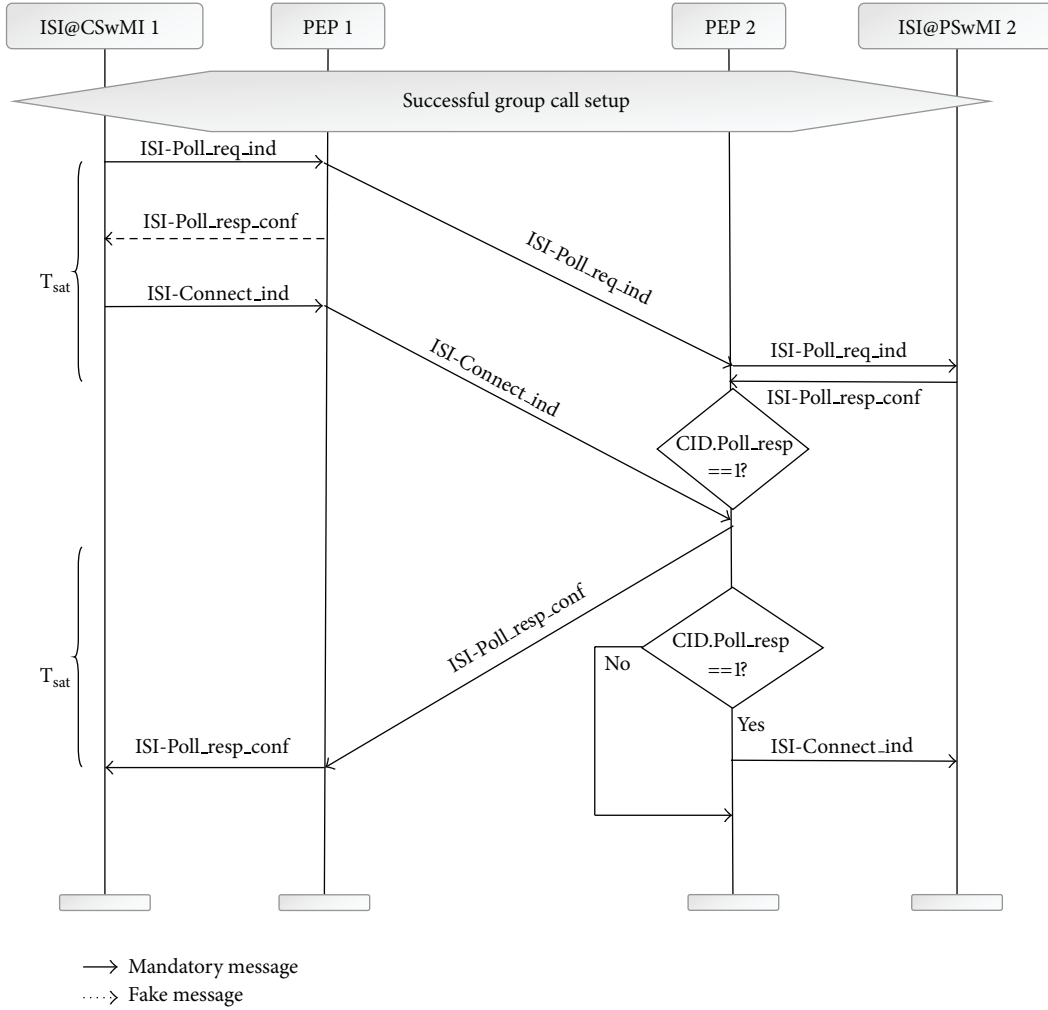 ISI@CSwMI 1
PEP 1
PEP 2
ISI@PSwMI 2
Successful group call setup
ISI-Poll_req_ind
ISI-Poll_resp_conf
ISI-Poll_req_ind
T_sat
ISI-Connect_ind
ISI-Connect_ind
ISI-Poll_req_ind
ISI-Poll_resp_conf
CID.Poll_resp
==1?
ISI-Poll_resp_conf
CID.Poll_resp
==1?
No
T_sat
Yes
ISI-Poll_resp_conf
ISI-Connect_ind
Mandatory message
Fake message